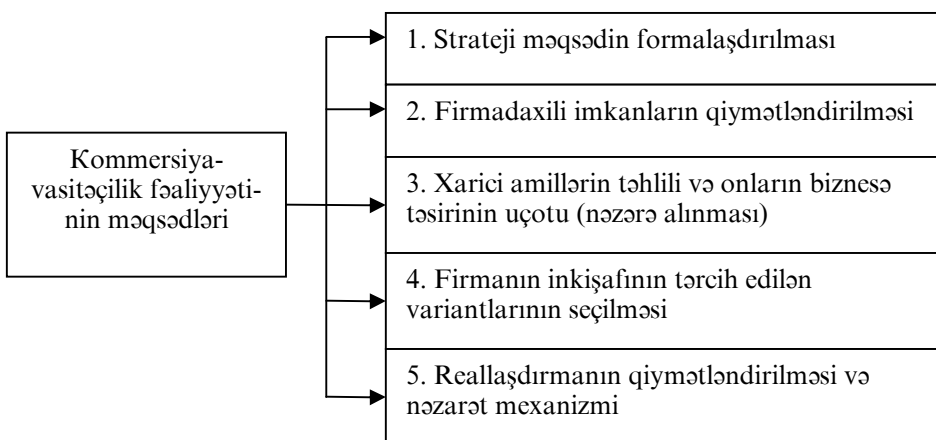 Kommersiya-
vasitəçilik fəaliyyəti-
nin məqsədləri
1. Strateji məqsədin formalaşdırılması
2. Firmadaxili imkanların qiymətləndirilməsi
3. Xarici amillərin təhlili və onların biznesə
təsirinin uçotu (nəzərə alınması)
4. Firmanın inkişafının tərcih edilən
variantlarının seçilməsi
5. Reallaşdırmanın qiymətləndirilməsi və
nəzarət mexanizmi